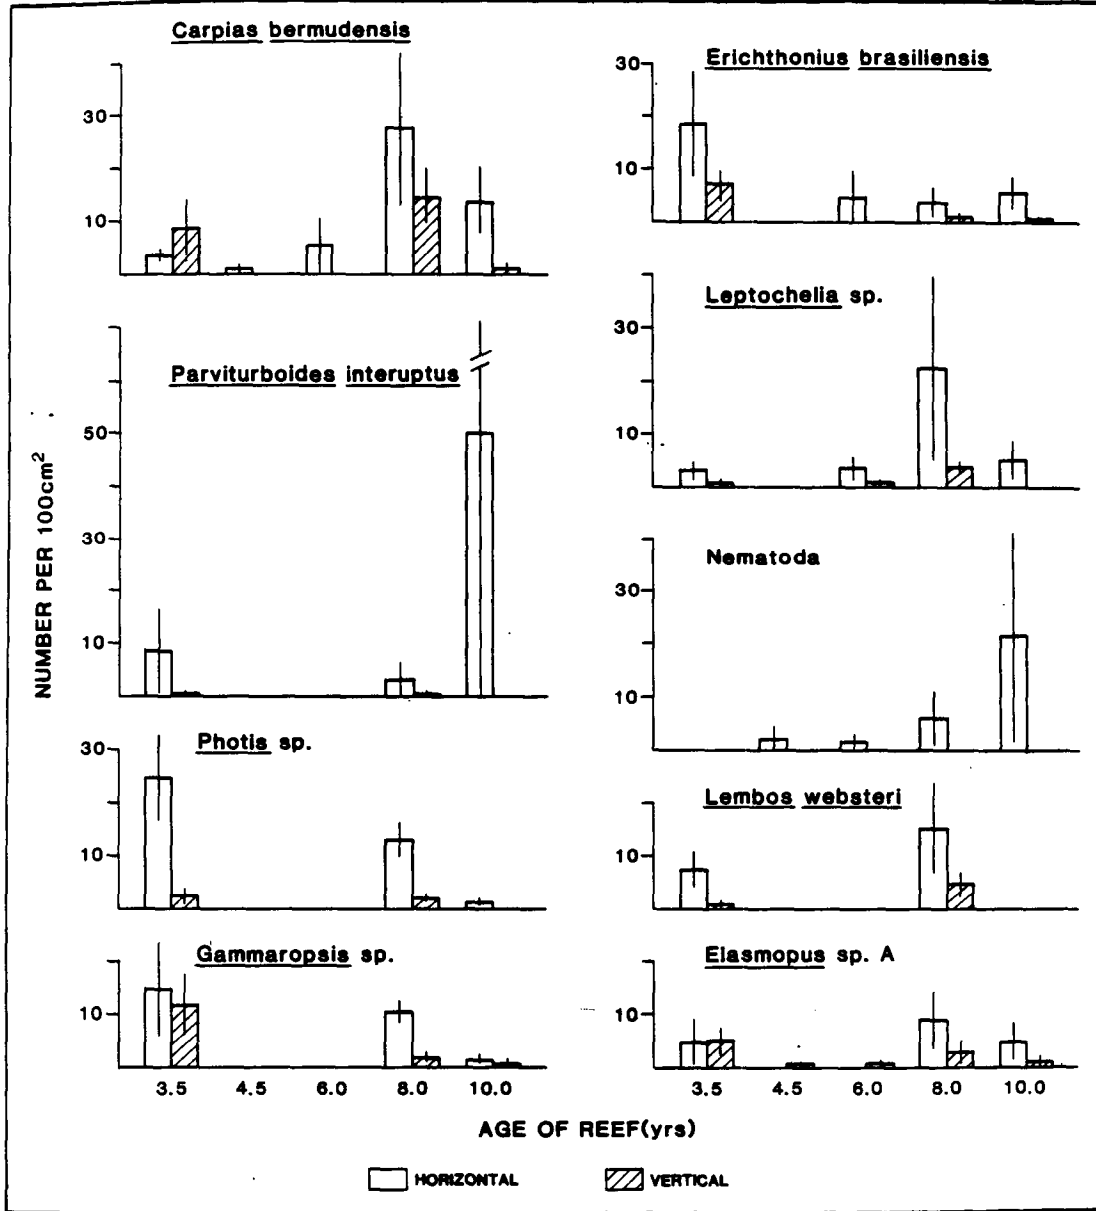 Carpias bermudensis
30
10
Parviturboides interuptus
50
30
10
Photis sp.
30
10
Gammaropsis sp.
10
3.5 4.5 6.0 8.0 10.0
Erichthonius brasiliensis
30
10
Leptochelia sp.
30
10
Nematoda
30
10
Lembos websteri
10
Elasmopus sp. A
10
3.5 4.5 6.0 8.0 10.0
NUMBER PER 100cm²
AGE OF REEF(yrs)
HORIZONTAL VERTICAL